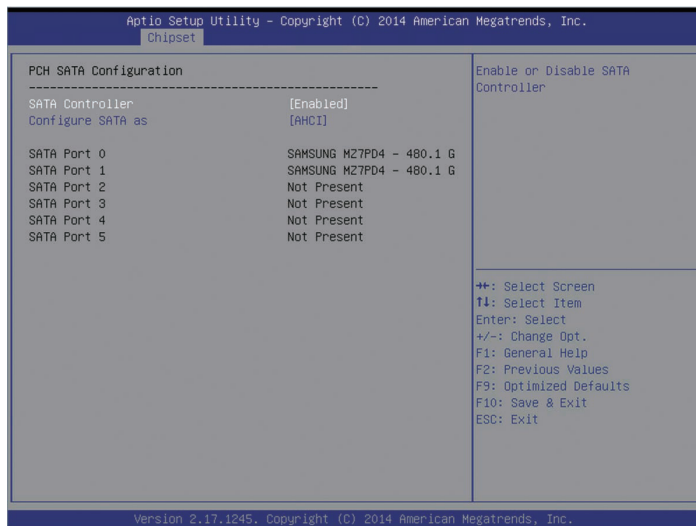 Aptio Setup Utility – Copyright (C) 2014 American Megatrends, Inc.
Chipset
PCH SATA Configuration
SATA Controller [Enabled]
Configure SATA as [AHCI]
SATA Port 0 SAMSUNG MZ7PD4 – 480.1 G
SATA Port 1 SAMSUNG MZ7PD4 – 480.1 G
SATA Port 2 Not Present
SATA Port 3 Not Present
SATA Port 4 Not Present
SATA Port 5 Not Present
Enable or Disable SATA
Controller
→←: Select Screen
↑↓: Select Item
Enter: Select
+/–: Change Opt.
F1: General Help
F2: Previous Values
F9: Optimized Defaults
F10: Save & Exit
ESC: Exit
Version 2.17.1245. Copyright (C) 2014 American Megatrends, Inc.